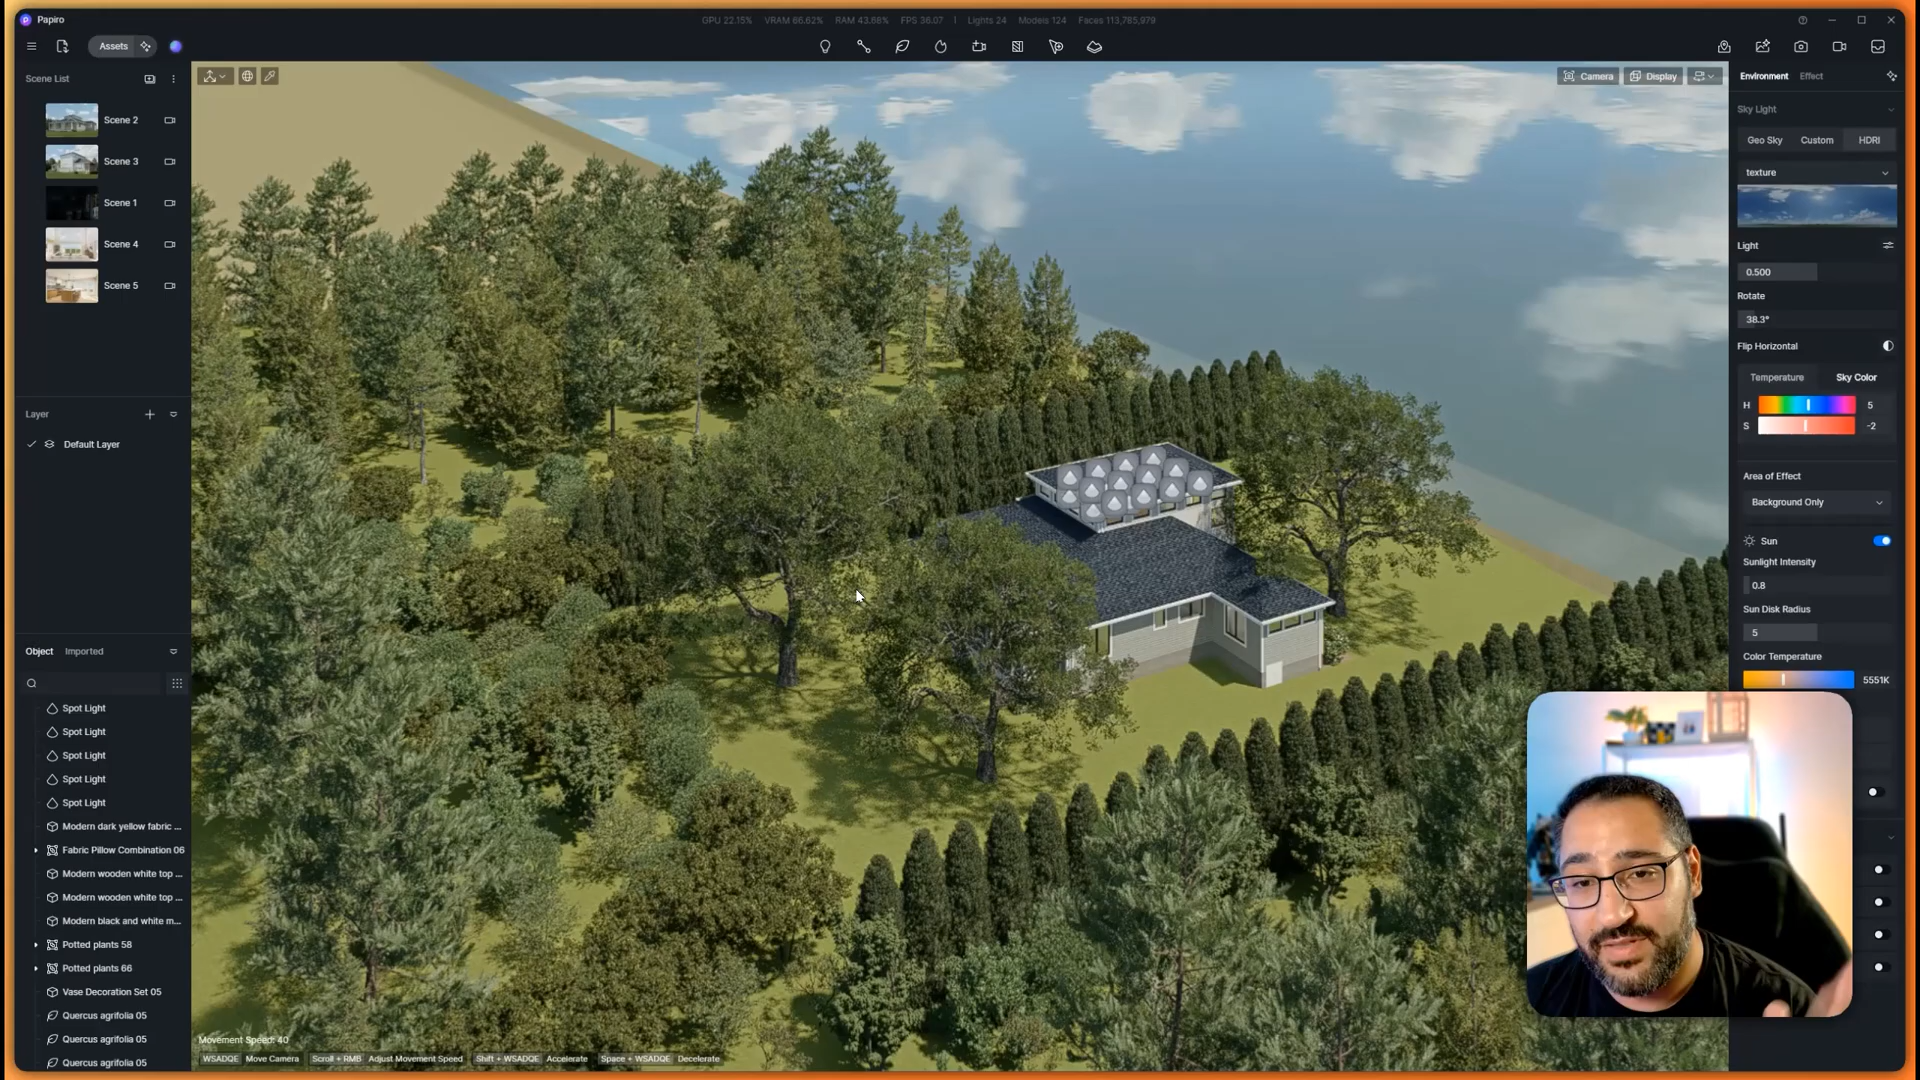 Papiro
GPU 22.15% VRAM 66.62% RAM 43.68% FPS 36.07 | Lights 24 Models 124 Faces 113,785,979
Assets
Scene List
Scene 2
Scene 3
Scene 1
Scene 4
Scene 5
Layer
Default Layer
Object Imported
Spot Light
Spot Light
Spot Light
Spot Light
Spot Light
Modern dark yellow fabric ...
Fabric Pillow Combination 06
Modern wooden white top ...
Modern wooden white top ...
Modern black and white m...
Potted plants 58
Potted plants 66
Vase Decoration Set 05
Quercus agrifolia 05
Quercus agrifolia 05
Quercus agrifolia 05
Camera Display
Movement Speed: 40
WSADQE Move Camera Scroll + RMB Adjust Movement Speed Shift + WSADQE Accelerate Space + WSADQE Decelerate
Environment Effect
Sky Light
Geo Sky Custom HDRI
texture
Light
0.500
Rotate
38.3°
Flip Horizontal
Temperature Sky Color
H 5
S -2
Area of Effect
Background Only
Sun
Sunlight Intensity
0.8
Sun Disk Radius
5
Color Temperature
5551K